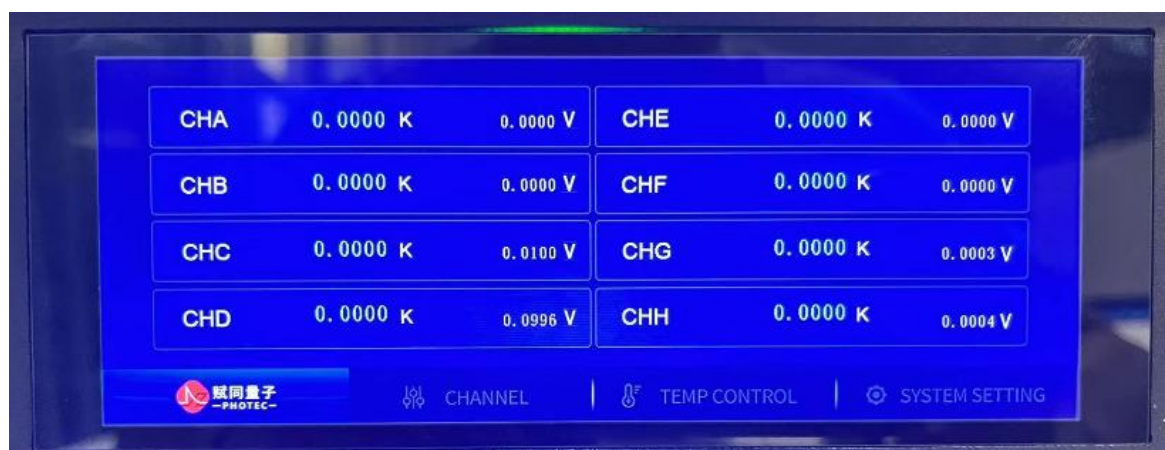 CHA 0.0000 K 0.0000 V
CHE 0.0000 K 0.0000 V
CHB 0.0000 K 0.0000 V
CHF 0.0000 K 0.0000 V
CHC 0.0000 K 0.0100 V
CHG 0.0000 K 0.0003 V
CHD 0.0000 K 0.0996 V
CHH 0.0000 K 0.0004 V
赋同量子
—PHOTEC—
CHANNEL
TEMP CONTROL
SYSTEM SETTING